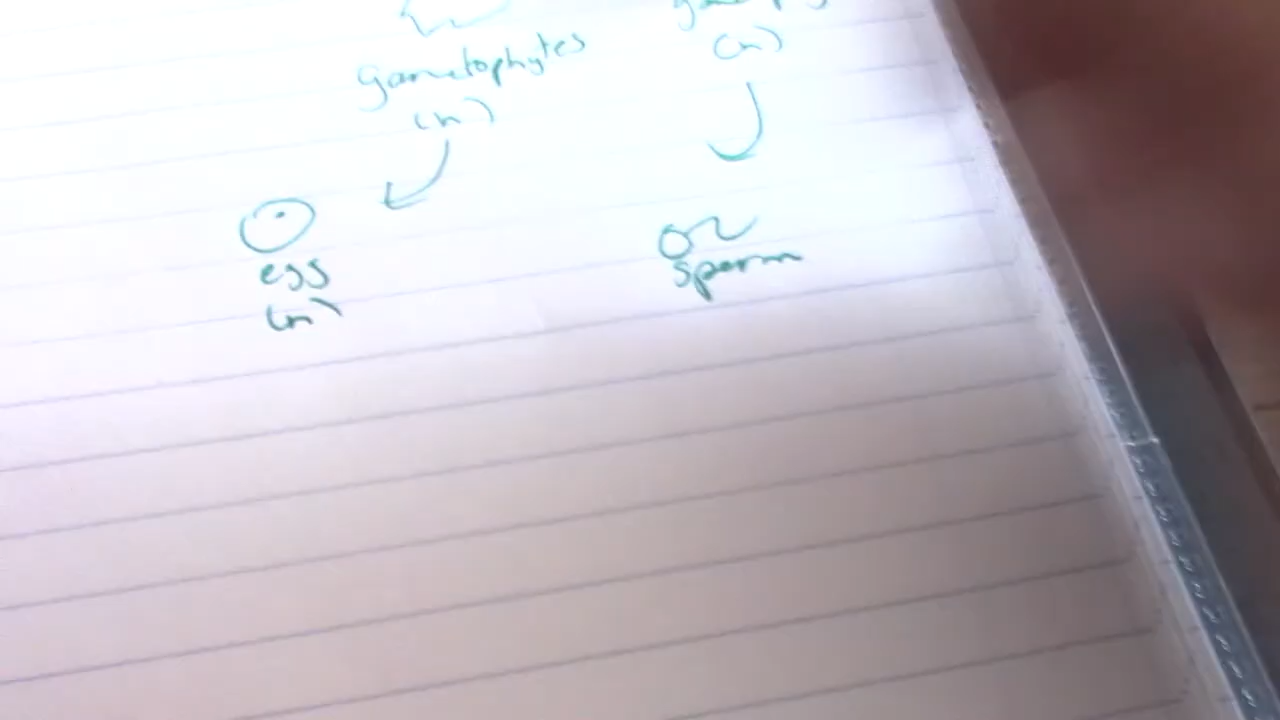 gametophytes
(n)
(n)
egg
(n)
sperm